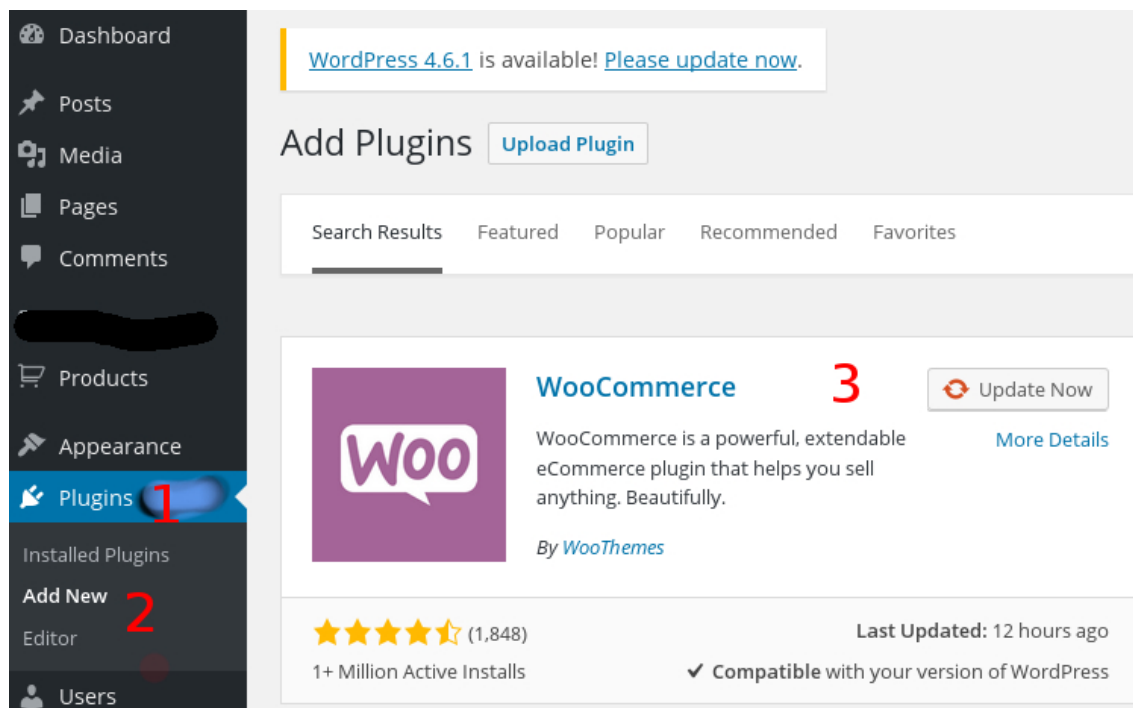 Dashboard
Posts
Media
Pages
Comments
Products
Appearance
Plugins 1
Installed Plugins
Add New 2
Editor
Users
WordPress 4.6.1 is available! Please update now.
Add Plugins Upload Plugin
Search Results Featured Popular Recommended Favorites
WOO
WooCommerce 3 Update Now
More Details
WooCommerce is a powerful, extendable
eCommerce plugin that helps you sell
anything. Beautifully.
By WooThemes
(1,848)
1+ Million Active Installs
Last Updated: 12 hours ago
Compatible with your version of WordPress